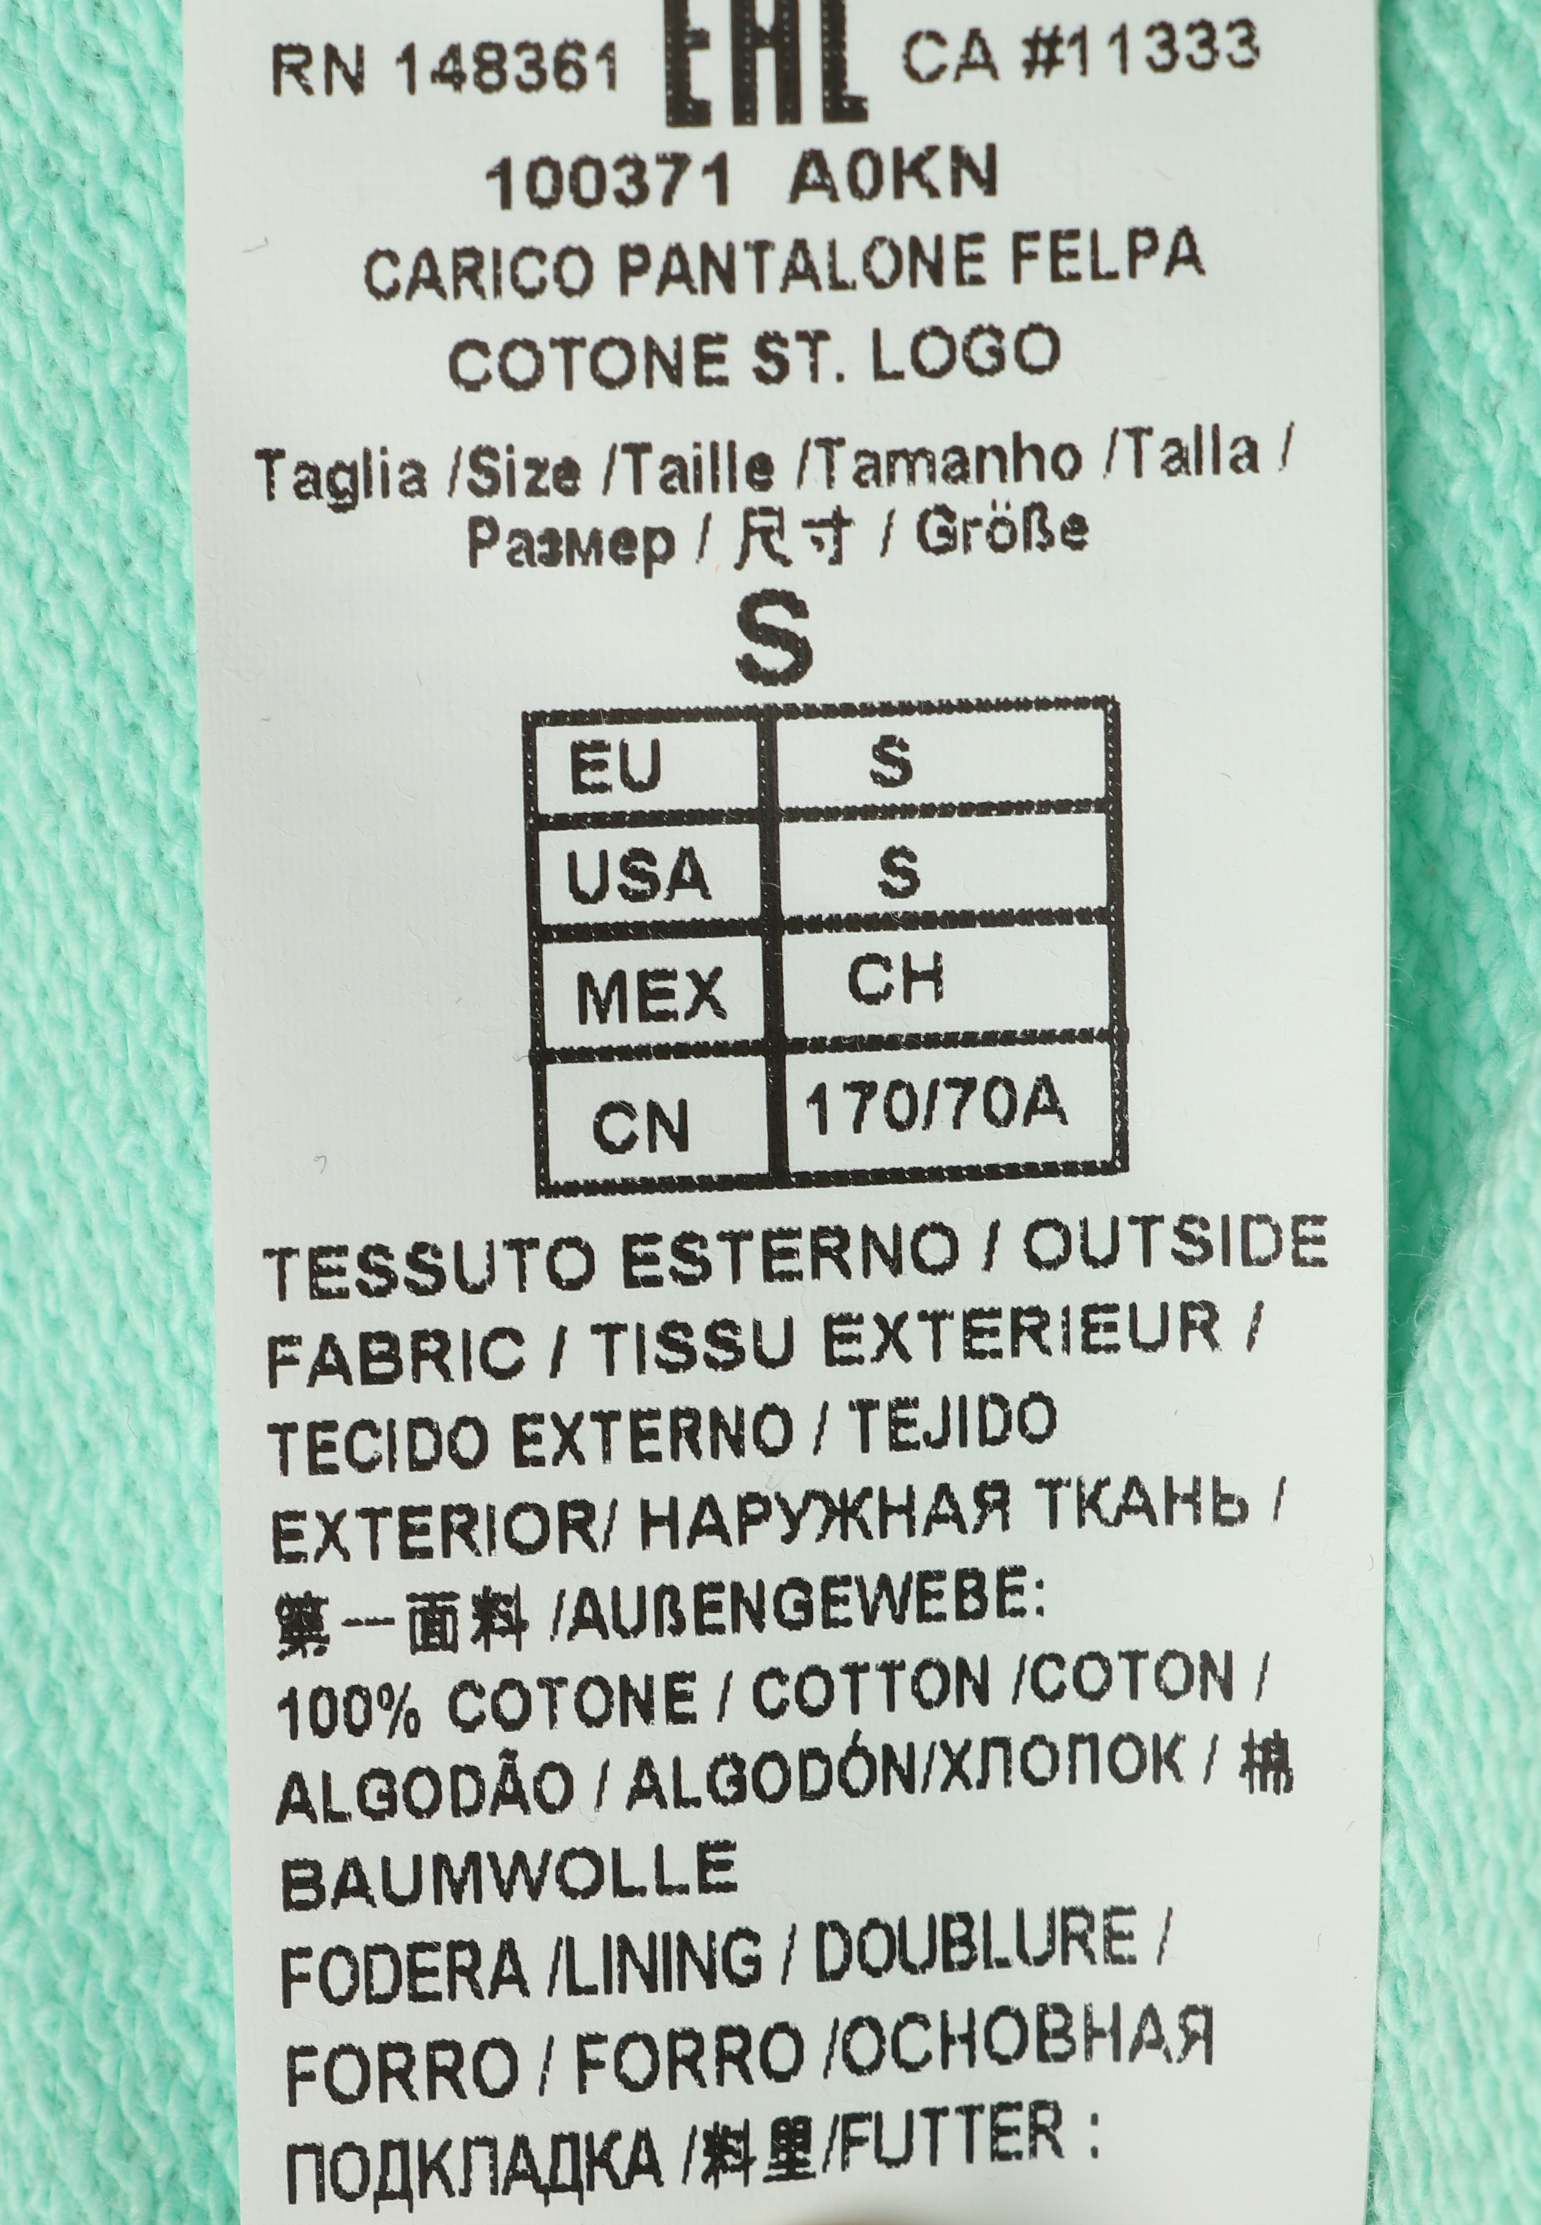 RN 148361 EAC CA #11333
100371 A0KN
CARICO PANTALONE FELPA
COTONE ST. LOGO
Taglia /Size /Taille /Tamanho /Talla /
Размер / 尺寸 / Größe
S
EU S
USA S
MEX CH
CN 170/70A
TESSUTO ESTERNO / OUTSIDE
FABRIC / TISSU EXTERIEUR /
TECIDO EXTERNO / TEJIDO
EXTERIOR/ НАРУЖНАЯ ТКАНЬ /
第一面料 /AUßENGEWEBE:
100% COTONE / COTTON /COTON /
ALGODÃO / ALGODÓN/ХЛОПОК / 棉
BAUMWOLLE
FODERA /LINING / DOUBLURE /
FORRO / FORRO /ОСНОВНАЯ
ПОДКЛАДКА /料里/FUTTER :